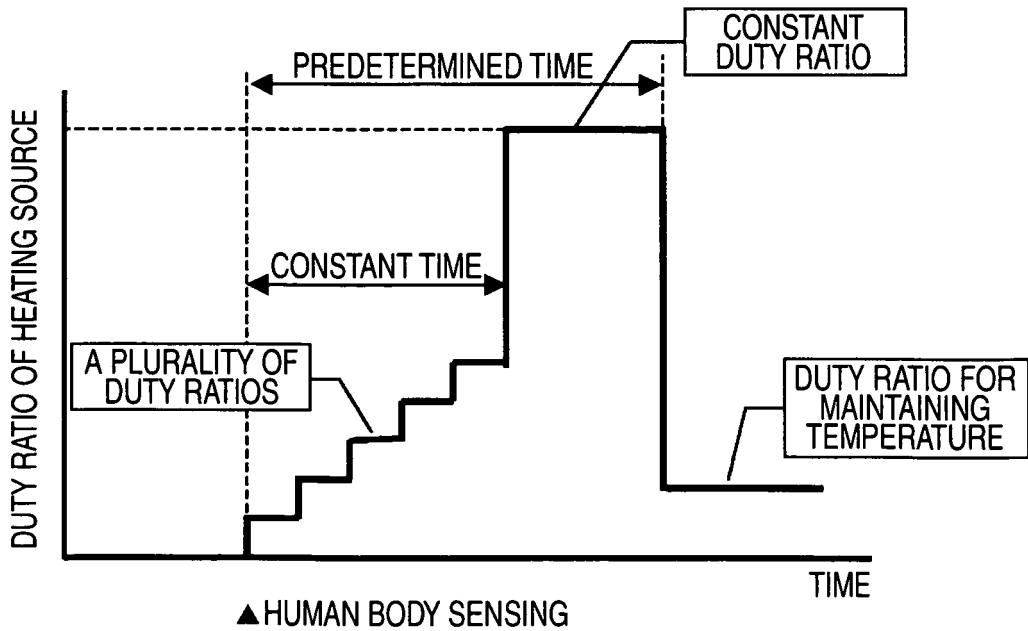 CONSTANT
DUTY RATIO
PREDETERMINED TIME
DUTY RATIO OF HEATING SOURCE
CONSTANT TIME
A PLURALITY OF
DUTY RATIOS
DUTY RATIO FOR
MAINTAINING
TEMPERATURE
TIME
▲HUMAN BODY SENSING